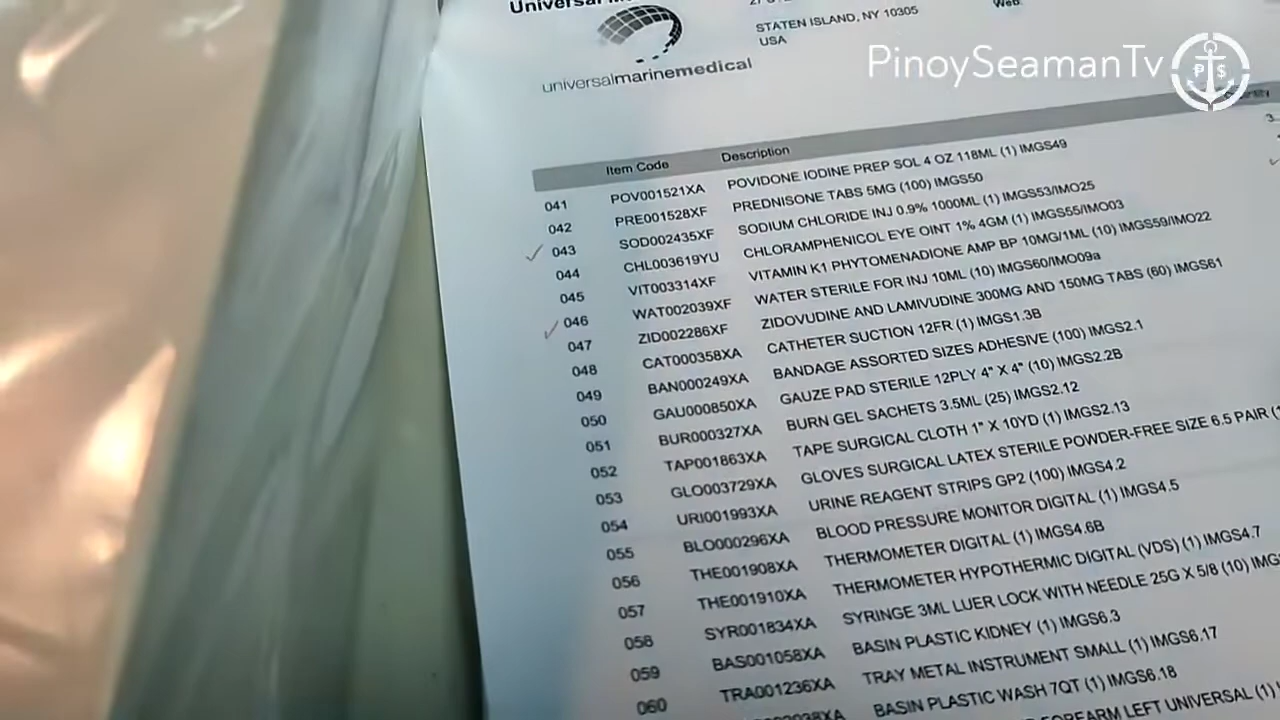 Universal
STATEN ISLAND, NY 10305
USA
Web:
PinoySeamanTv
P S
universalmarinemedical
Item Code Description
041 POV001521XA POVIDONE IODINE PREP SOL 4 OZ 118ML (1) IMGS49
042 PRE001528XF PREDNISONE TABS 5MG (100) IMGS50
043 SOD002435XF SODIUM CHLORIDE INJ 0.9% 1000ML (1) IMGS53/IMO25
044 CHL003619YU CHLORAMPHENICOL EYE OINT 1% 4GM (1) IMGS55/IMO03
045 VIT003314XF VITAMIN K1 PHYTOMENADIONE AMP BP 10MG/1ML (10) IMGS59/IMO22
046 WAT002039XF WATER STERILE FOR INJ 10ML (10) IMGS60/IMO09a
047 ZID002286XF ZIDOVUDINE AND LAMIVUDINE 300MG AND 150MG TABS (60) IMGS61
048 CAT000358XA CATHETER SUCTION 12FR (1) IMGS1.3B
049 BAN000249XA BANDAGE ASSORTED SIZES ADHESIVE (100) IMGS2.1
050 GAU000850XA GAUZE PAD STERILE 12PLY 4" X 4" (10) IMGS2.2B
051 BUR000327XA BURN GEL SACHETS 3.5ML (25) IMGS2.12
052 TAP001863XA TAPE SURGICAL CLOTH 1" X 10YD (1) IMGS2.13
053 GLO003729XA GLOVES SURGICAL LATEX STERILE POWDER-FREE SIZE 6.5 PAIR
054 URI001993XA URINE REAGENT STRIPS GP2 (100) IMGS4.2
055 BLO000296XA BLOOD PRESSURE MONITOR DIGITAL (1) IMGS4.5
056 THE001908XA THERMOMETER DIGITAL (1) IMGS4.6B
057 THE001910XA THERMOMETER HYPOTHERMIC DIGITAL (VDS) (1) IMGS4.7
058 SYR001834XA SYRINGE 3ML LUER LOCK WITH NEEDLE 25G X 5/8 (10)
059 BAS001058XA BASIN PLASTIC KIDNEY (1) IMGS6.3
060 TRA001236XA TRAY METAL INSTRUMENT SMALL (1) IMGS6.17
BASIN PLASTIC WASH 7QT (1) IMGS6.18
FOREARM LEFT UNIVERSAL (1)